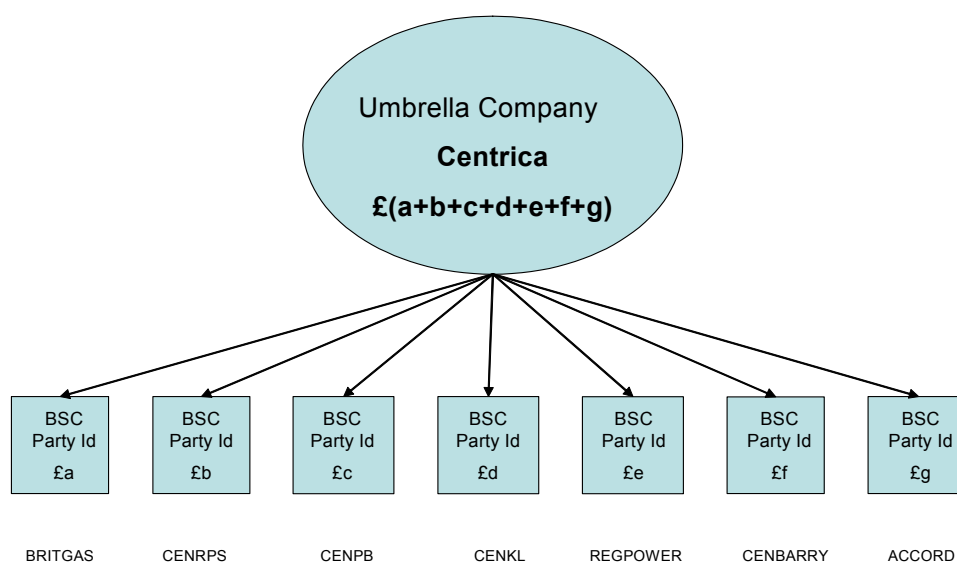 Umbrella Company
Centrica
£(a+b+c+d+e+f+g)
BSC
Party Id
£a
BSC
Party Id
£b
BSC
Party Id
£c
BSC
Party Id
£d
BSC
Party Id
£e
BSC
Party Id
£f
BSC
Party Id
£g
BRITGAS
CENRPS
CENPB
CENKL
REGPOWER
CENBARRY
ACCORD